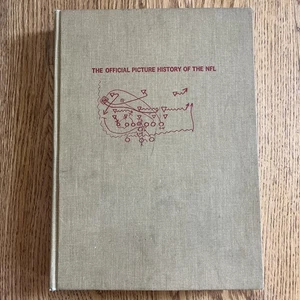 THE OFFICIAL PICTURE HISTORY OF THE NFL